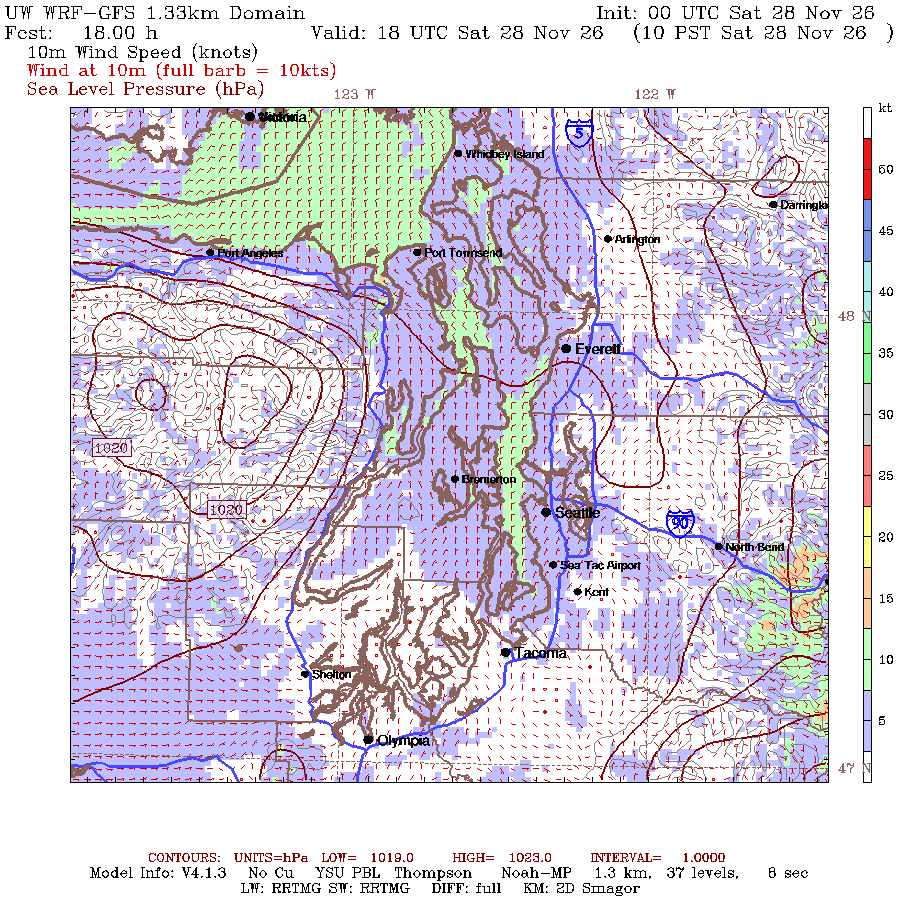 UW WRF-GFS 1.33km Domain Init: 00 UTC Sat 28 Nov 26
Fcst: 18.00 h Valid: 18 UTC Sat 28 Nov 26 (10 PST Sat 28 Nov 26 )
10m Wind Speed (knots)
Wind at 10m (full barb = 10kts)
Sea Level Pressure (hPa)
123 W 122 W
kt
Victoria
5
Whidbey Island
60
Darringto
45
Arlington
Port Angeles
Port Townsend
40
48 N
Everett
35
30
1020
25
Bremerton
1020
Seattle
90
20
North Bend
Sea Tac Airport
Kent
15
Tacoma
10
Shelton
5
Olympia
47 N
CONTOURS: UNITS=hPa LOW= 1019.0 HIGH= 1023.0 INTERVAL= 1.0000
Model Info: V4.1.3 No Cu YSU PBL Thompson Noah-MP 1.3 km, 37 levels, 8 sec
LW: RRTMG SW: RRTMG DIFF: full KM: 2D Smagor